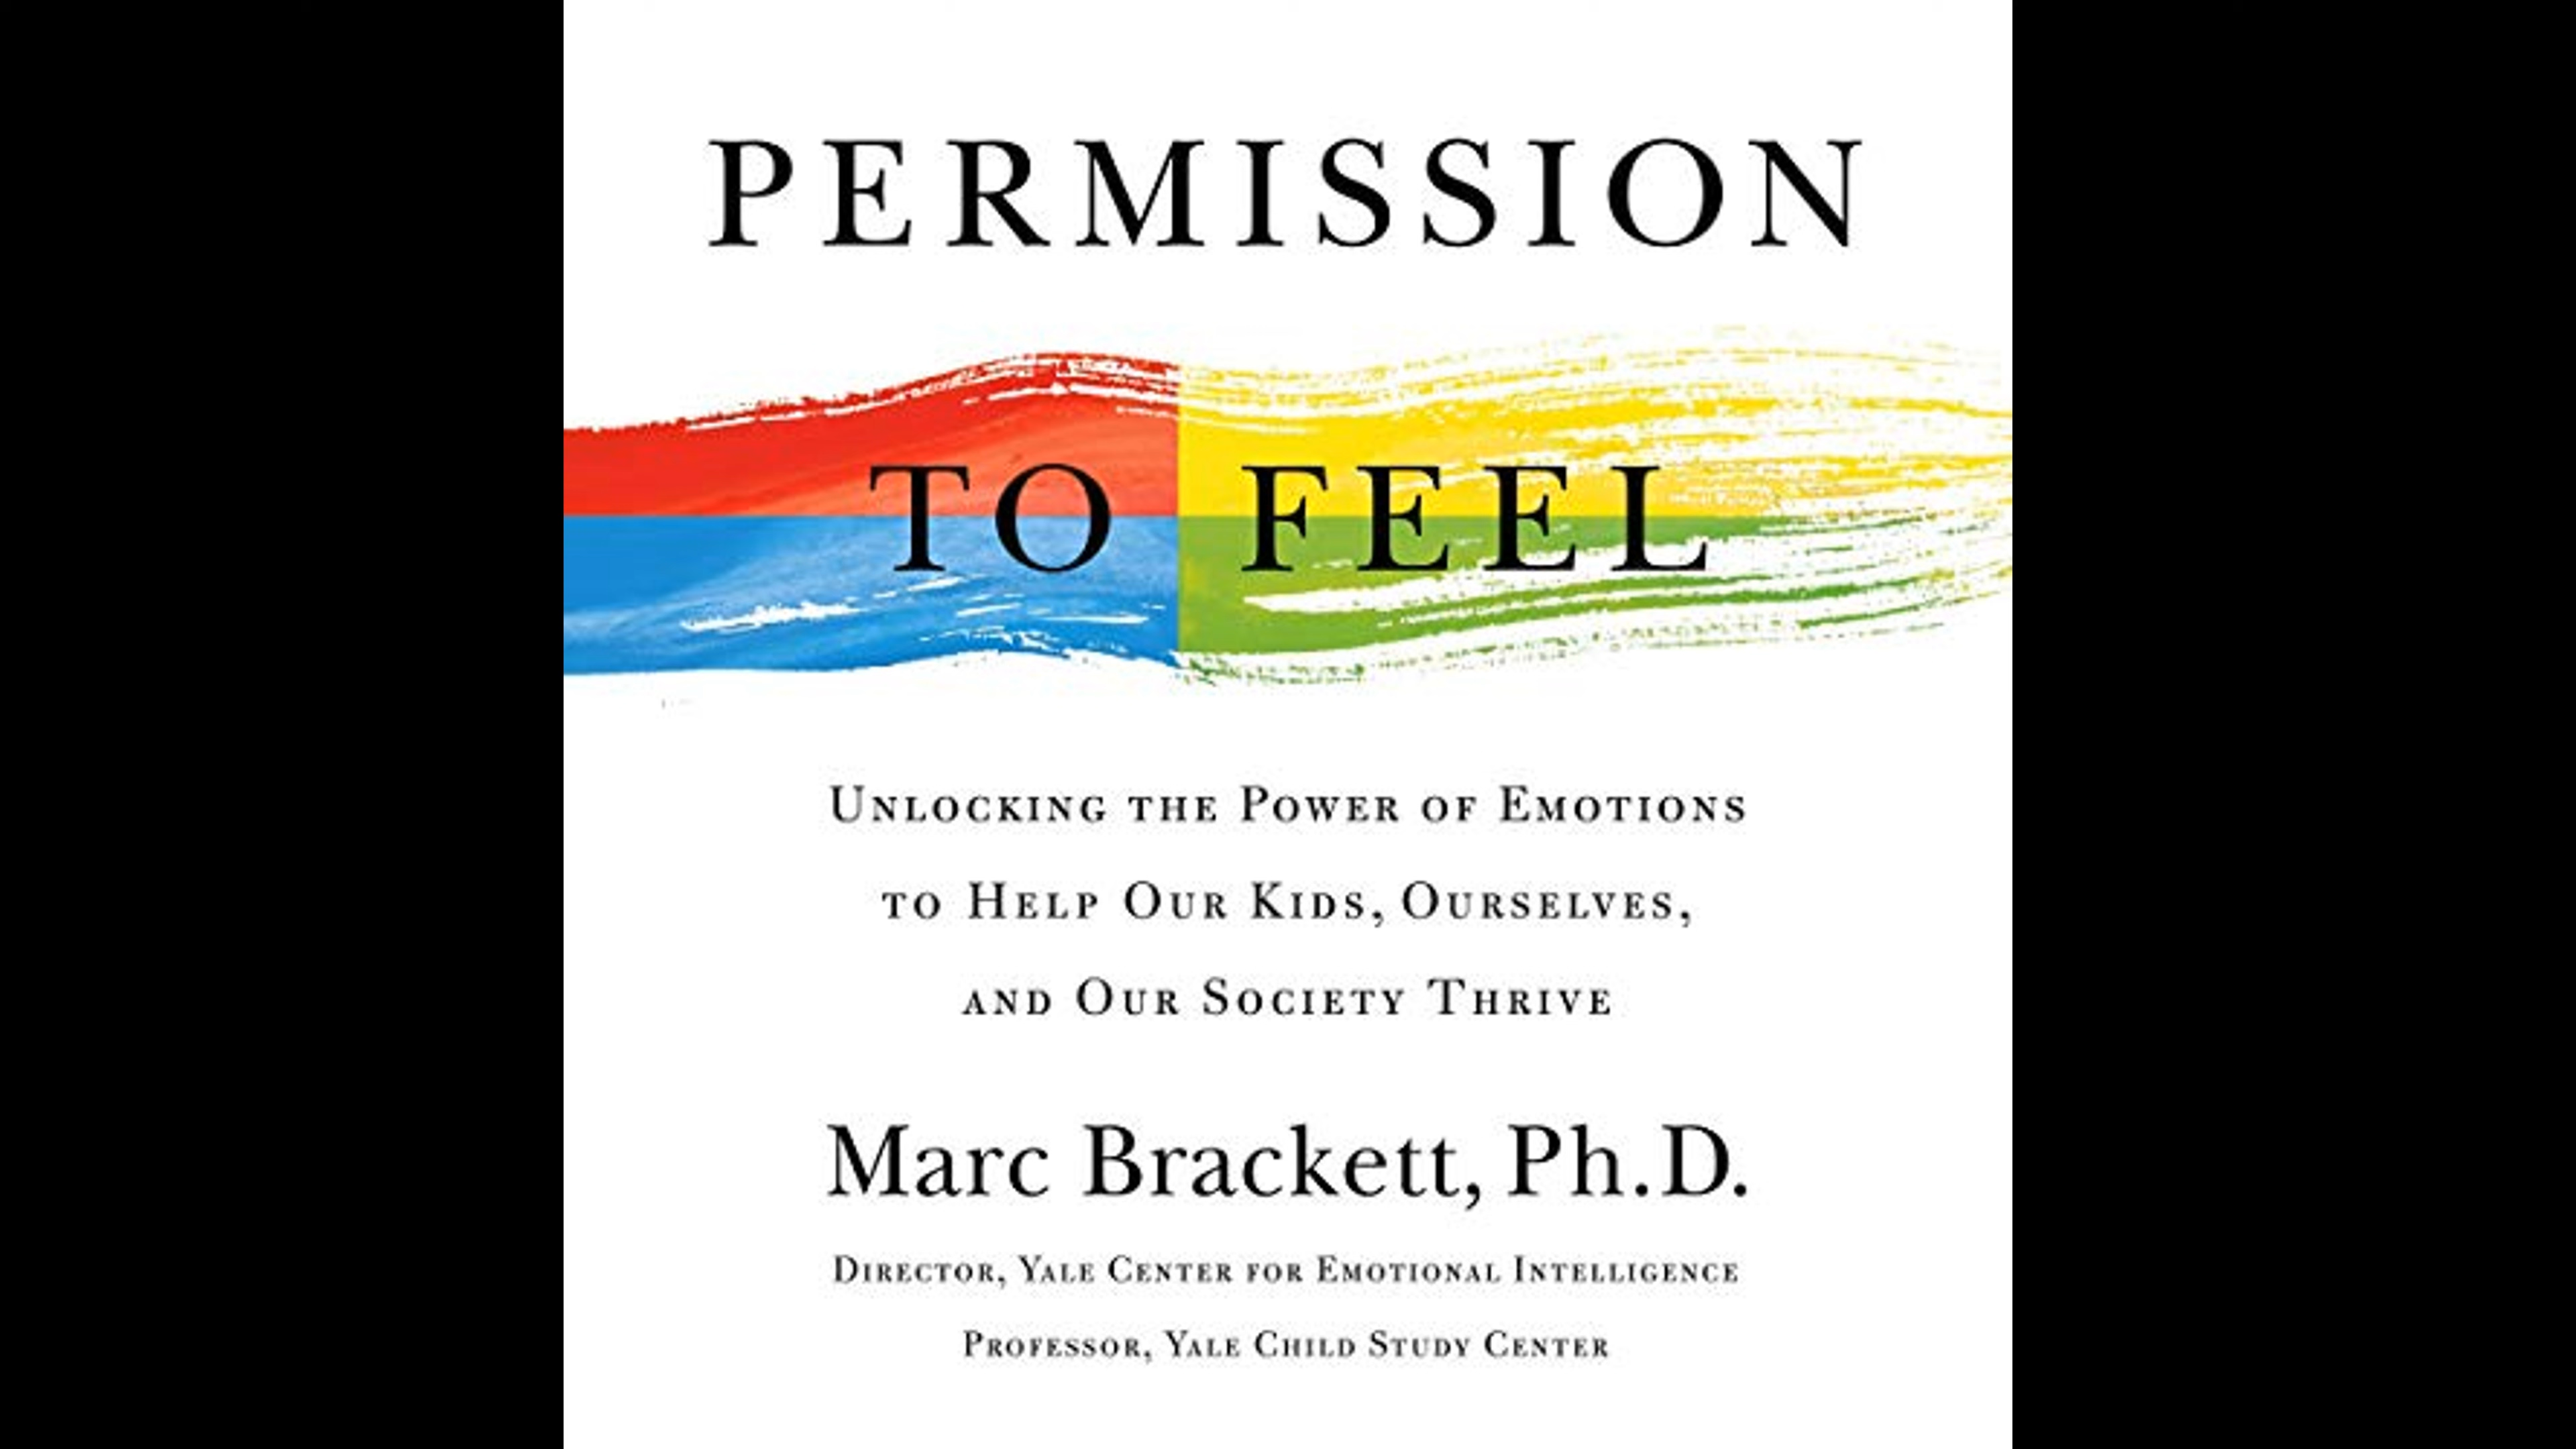 PERMISSION
TO FEEL
UNLOCKING THE POWER OF EMOTIONS
TO HELP OUR KIDS, OURSELVES,
AND OUR SOCIETY THRIVE
Marc Brackett, Ph.D.
DIRECTOR, YALE CENTER FOR EMOTIONAL INTELLIGENCE
PROFESSOR, YALE CHILD STUDY CENTER